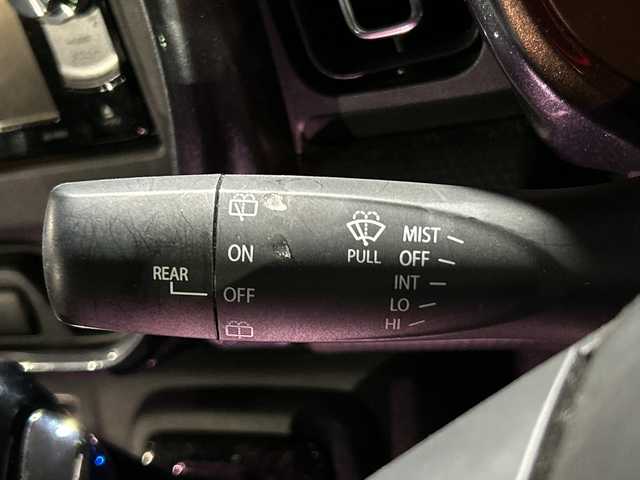 REAR
ON
OFF
PULL
MIST
OFF
INT
LO
HI